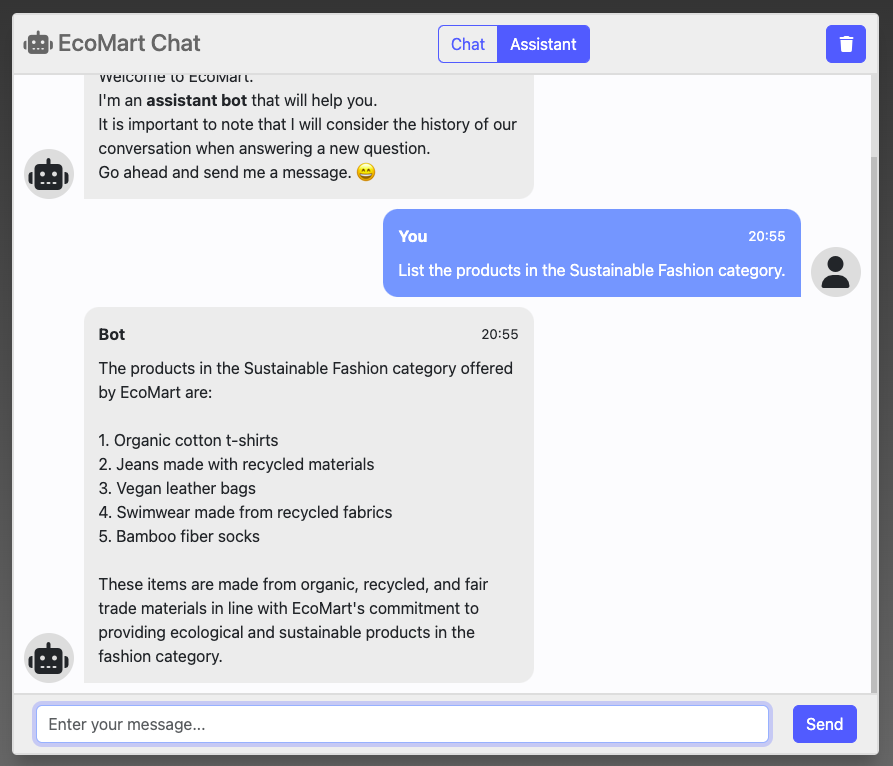 EcoMart Chat
Chat
Assistant
Welcome to EcoMart.
I'm an assistant bot that will help you.
It is important to note that I will consider the history of our
conversation when answering a new question.
Go ahead and send me a message. 😄
You
20:55
List the products in the Sustainable Fashion category.
Bot
20:55
The products in the Sustainable Fashion category offered
by EcoMart are:
1. Organic cotton t-shirts
2. Jeans made with recycled materials
3. Vegan leather bags
4. Swimwear made from recycled fabrics
5. Bamboo fiber socks
These items are made from organic, recycled, and fair
trade materials in line with EcoMart's commitment to
providing ecological and sustainable products in the
fashion category.
Enter your message...
Send